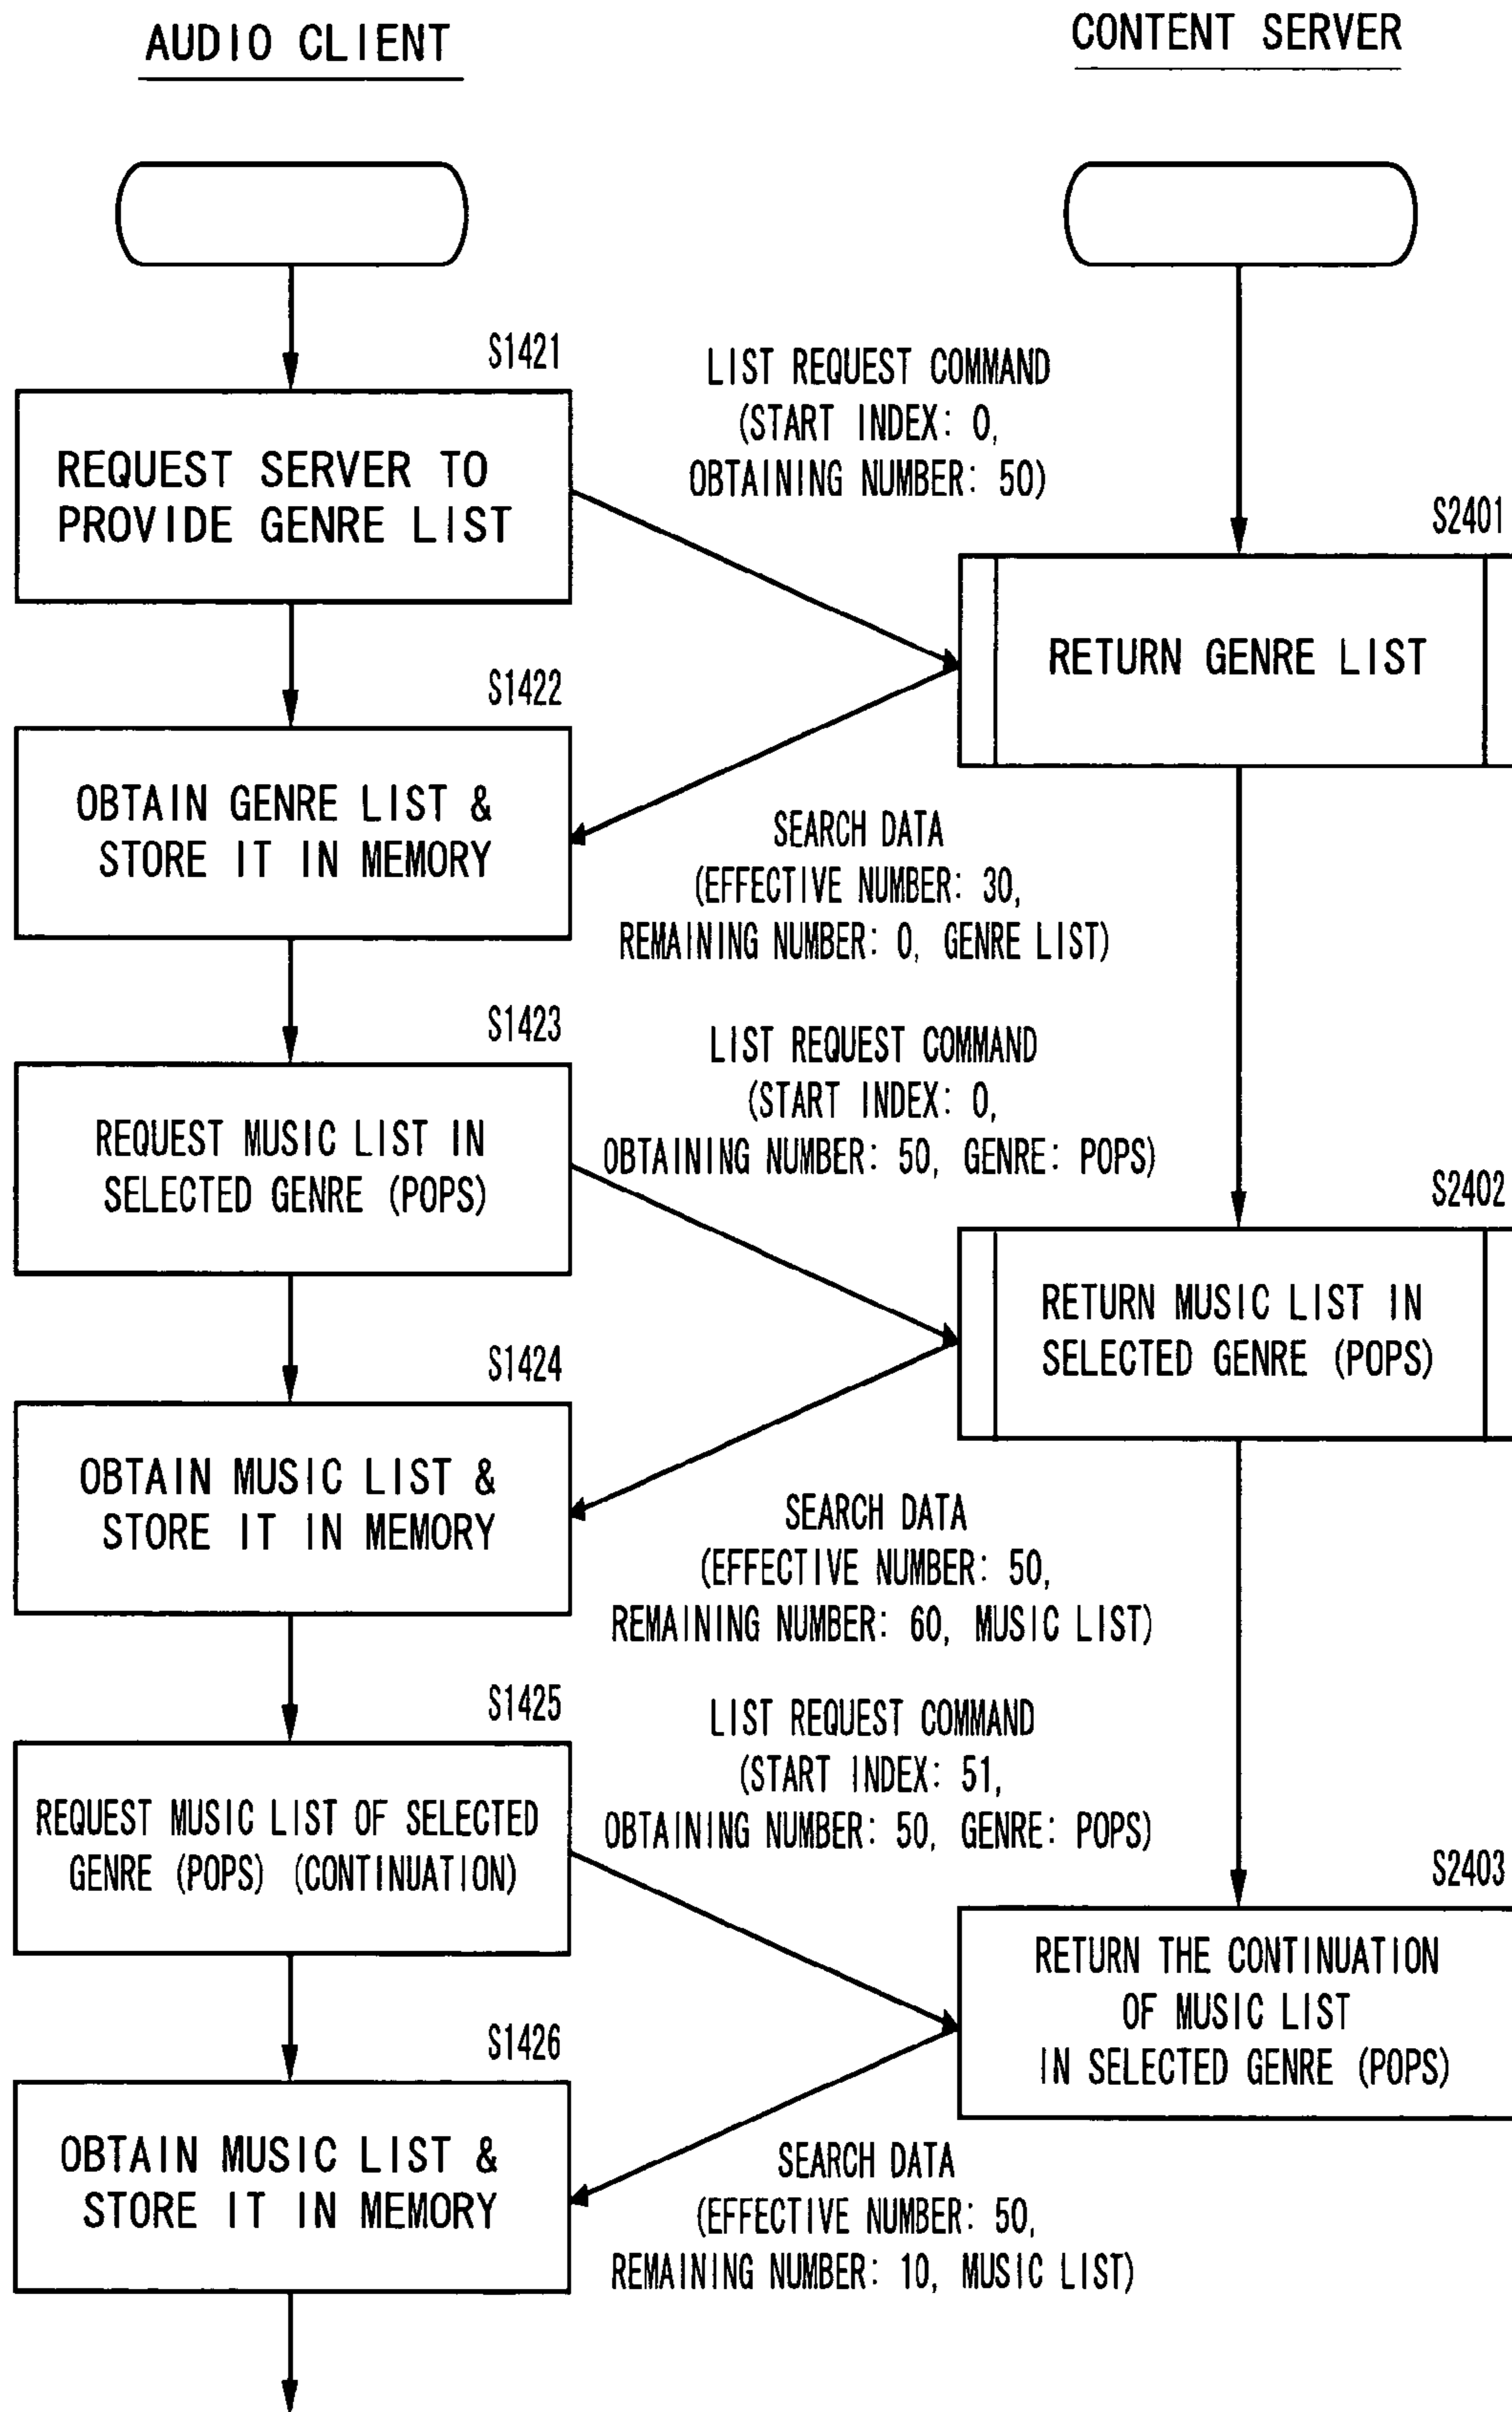 AUDIO CLIENT
CONTENT SERVER
S1421
LIST REQUEST COMMAND
(START INDEX: 0,
OBTAINING NUMBER: 50)
REQUEST SERVER TO
PROVIDE GENRE LIST
S2401
RETURN GENRE LIST
S1422
OBTAIN GENRE LIST &
STORE IT IN MEMORY
SEARCH DATA
(EFFECTIVE NUMBER: 30,
REMAINING NUMBER: 0, GENRE LIST)
S1423
LIST REQUEST COMMAND
(START INDEX: 0,
OBTAINING NUMBER: 50, GENRE: POPS)
REQUEST MUSIC LIST IN
SELECTED GENRE (POPS)
S2402
RETURN MUSIC LIST IN
SELECTED GENRE (POPS)
S1424
OBTAIN MUSIC LIST &
STORE IT IN MEMORY
SEARCH DATA
(EFFECTIVE NUMBER: 50,
REMAINING NUMBER: 60, MUSIC LIST)
S1425
LIST REQUEST COMMAND
(START INDEX: 51,
OBTAINING NUMBER: 50, GENRE: POPS)
REQUEST MUSIC LIST OF SELECTED
GENRE (POPS) (CONTINUATION)
S2403
RETURN THE CONTINUATION
OF MUSIC LIST
IN SELECTED GENRE (POPS)
S1426
OBTAIN MUSIC LIST &
STORE IT IN MEMORY
SEARCH DATA
(EFFECTIVE NUMBER: 50,
REMAINING NUMBER: 10, MUSIC LIST)